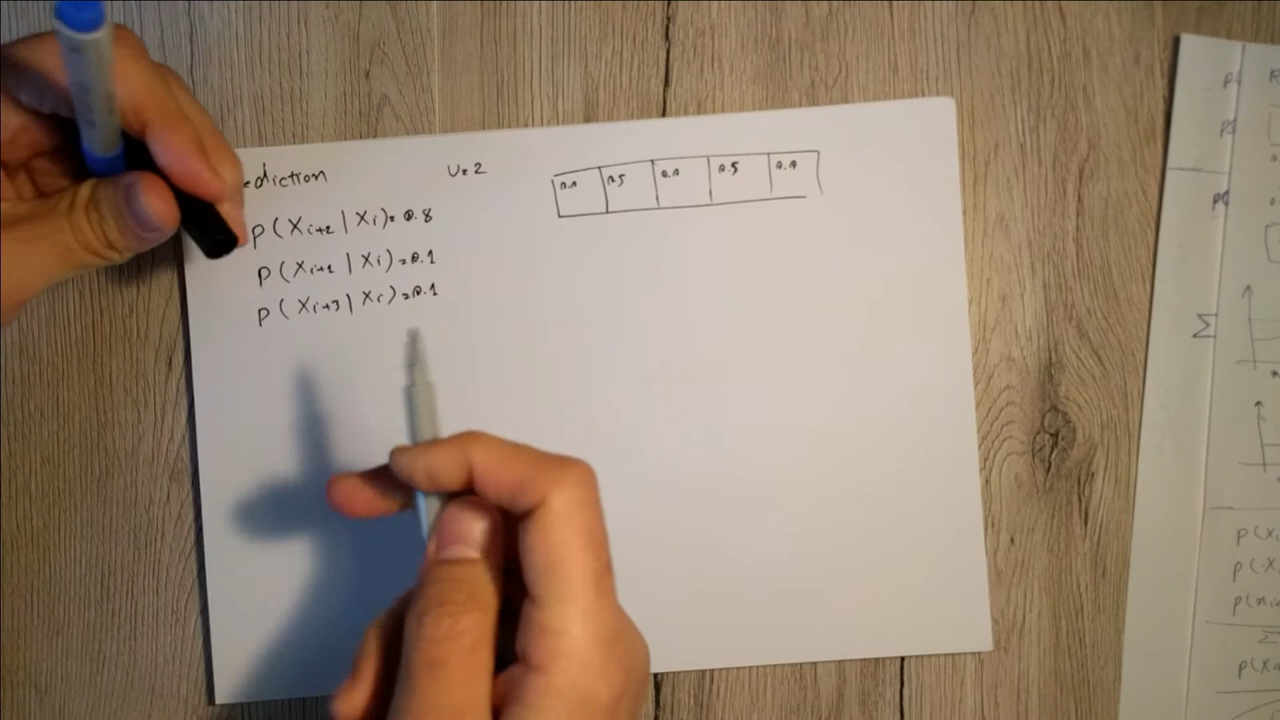 ediction U=2
0.0 0.5 0.0 0.5 0.0
P(Xi+2|Xi)=0.8
P(Xi+1|Xi)=0.1
P(Xi+3|Xi)=0.1
Σ
P(X
P(X
P(X
Σ
P(X